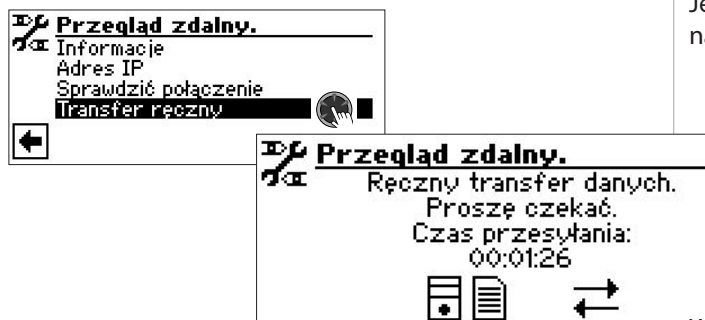 Przegląd zdalny.
Informacje
Adres IP
Sprawdzić połączenie
Transfer ręczny
Przegląd zdalny.
Ręczny transfer danych.
Proszę czekać.
Czas przesyłania:
00:01:26